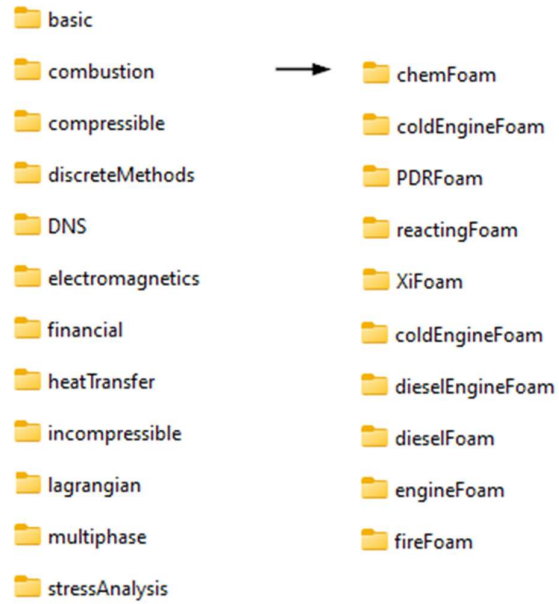 basic
combustion
compressible
discreteMethods
DNS
electromagnetics
financial
heatTransfer
incompressible
lagrangian
multiphase
stressAnalysis
chemFoam
coldEngineFoam
PDRFoam
reactingFoam
XiFoam
coldEngineFoam
dieselEngineFoam
dieselFoam
engineFoam
fireFoam